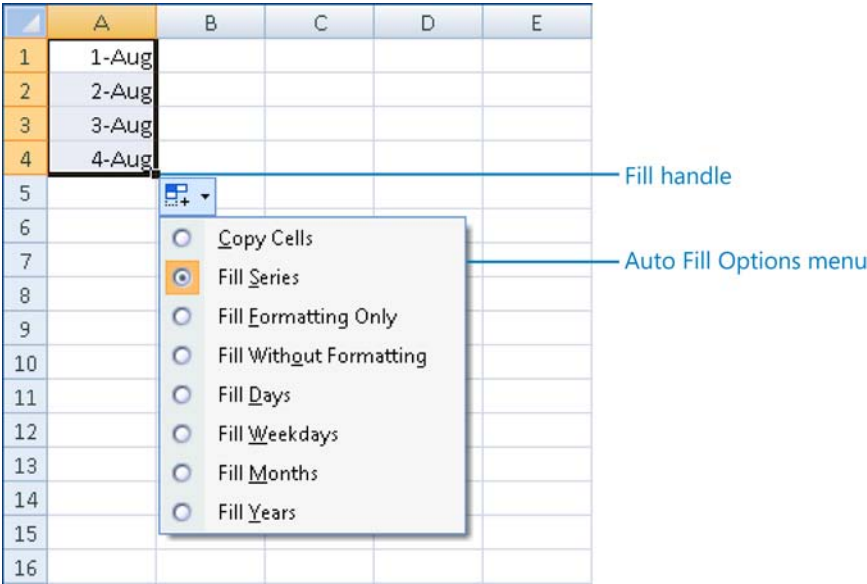 A B C D E
1 1-Aug
2 2-Aug
3 3-Aug
4 4-Aug
Fill handle
5
6
Copy Cells
7
Auto Fill Options menu
Fill Series
8
9
Fill Formatting Only
10
Fill Without Formatting
11
Fill Days
12
Fill Weekdays
13
Fill Months
14
Fill Years
15
16